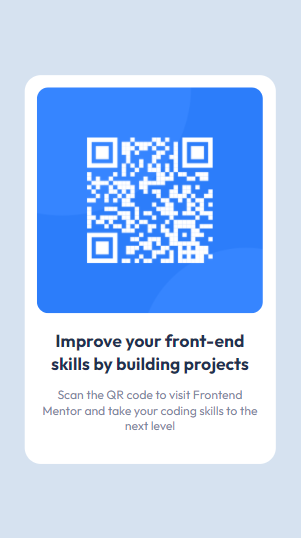 Improve your front-end
skills by building projects
Scan the QR code to visit Frontend
Mentor and take your coding skills to the
next level